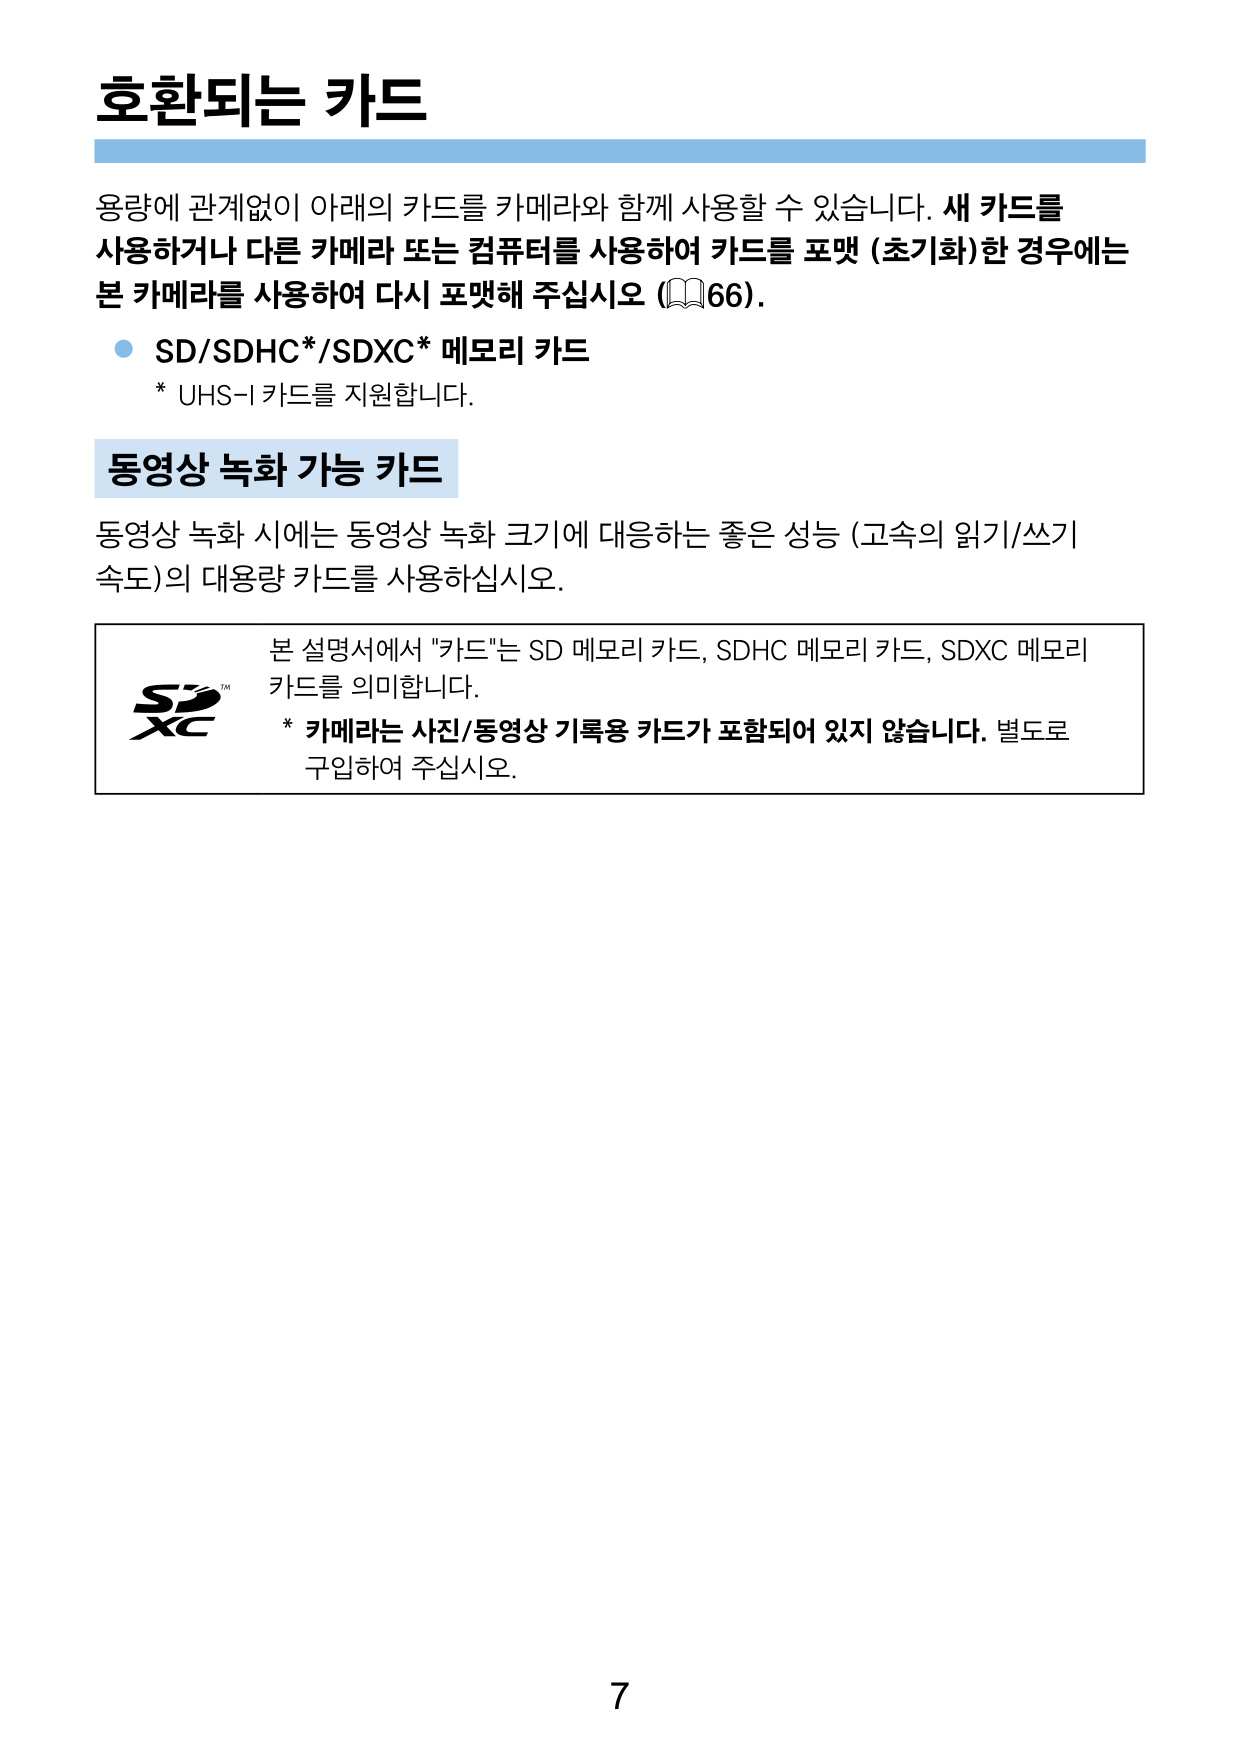 호환되는 카드
용량에 관계없이 아래의 카드를 카메라와 함께 사용할 수 있습니다. 새 카드를
사용하거나 다른 카메라 또는 컴퓨터를 사용하여 카드를 포맷 (초기화)한 경우에는
본 카메라를 사용하여 다시 포맷해 주십시오 (66).
● SD/SDHC*/SDXC* 메모리 카드
* UHS-I 카드를 지원합니다.
동영상 녹화 가능 카드
동영상 녹화 시에는 동영상 녹화 크기에 대응하는 좋은 성능 (고속의 읽기/쓰기
속도)의 대용량 카드를 사용하십시오.
SD XC ™
본 설명서에서 "카드"는 SD 메모리 카드, SDHC 메모리 카드, SDXC 메모리
카드를 의미합니다.
* 카메라는 사진/동영상 기록용 카드가 포함되어 있지 않습니다. 별도로
구입하여 주십시오.
7